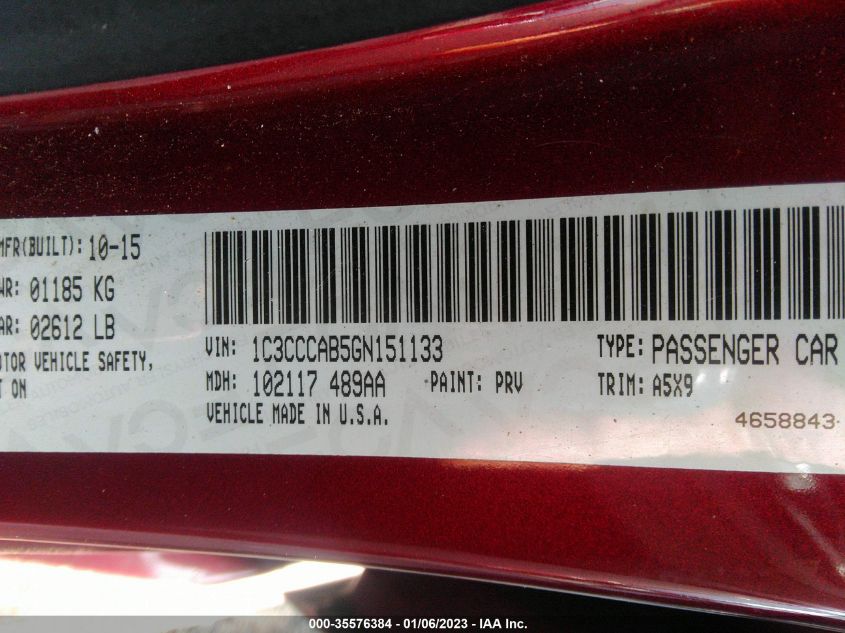 MFR(BUILT): 10-15
WR: 01185 KG
AR: 02612 LB
OTOR VEHICLE SAFETY,
T ON
VIN: 1C3CCCAB5GN151133 TYPE: PASSENGER CAR
MDH: 102117 489AA PAINT: PRV TRIM: A5X9
VEHICLE MADE IN U.S.A.
4658843
000-35576384 - 01/06/2023 - IAA Inc.